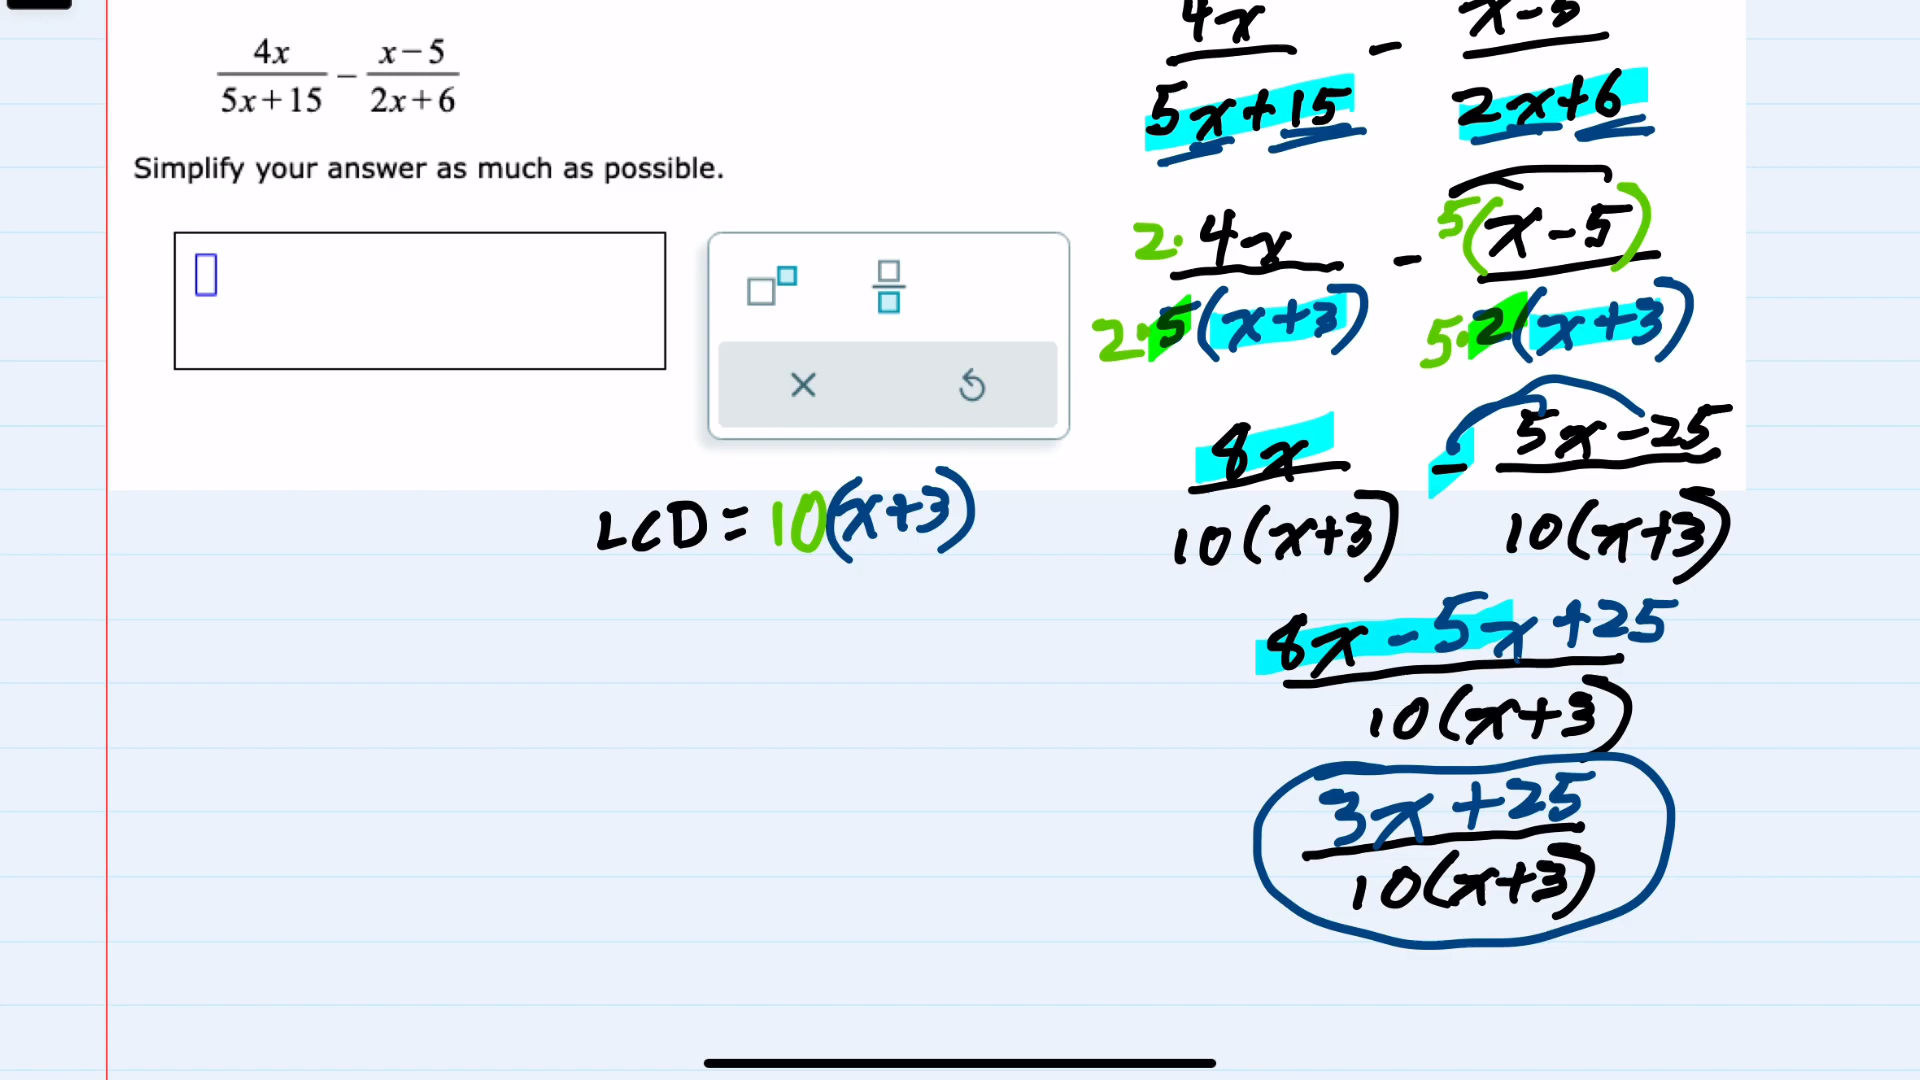 4x/(5x+15) − (x−5)/(2x+6)
Simplify your answer as much as possible.
4x/(5x+15) − (x−5)/(2x+6)
2·4x/(2·5(x+3)) − 5(x−5)/(5·2(x+3))
8x/(10(x+3)) − (5x−25)/(10(x+3))
LCD = 10(x+3)
(8x−5x+25)/(10(x+3))
(3x+25)/(10(x+3))